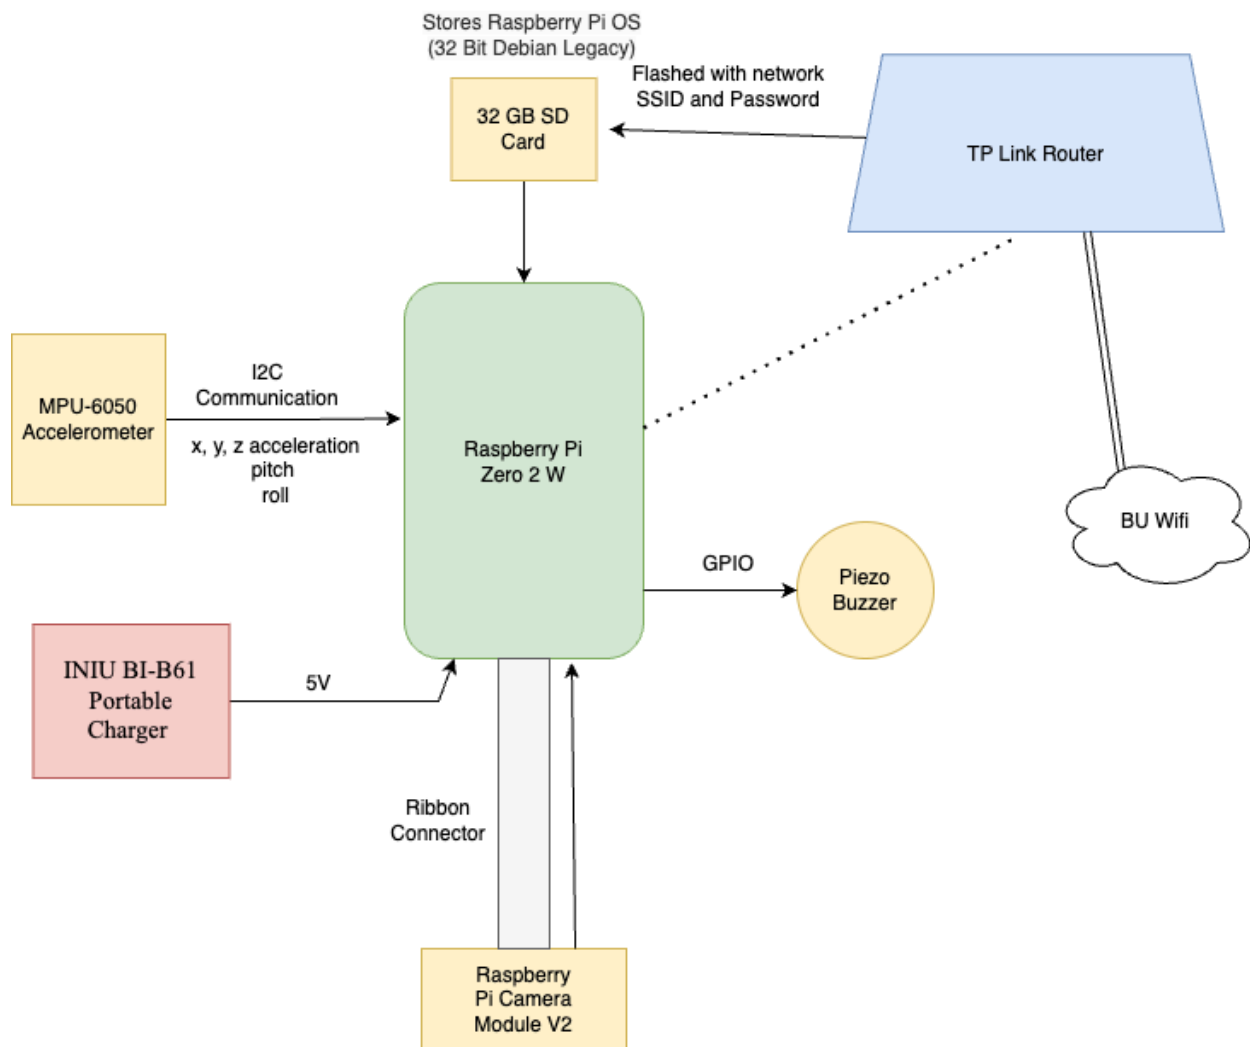 Stores Raspberry Pi OS
(32 Bit Debian Legacy)
Flashed with network
SSID and Password
32 GB SD
Card
TP Link Router
I2C
Communication
MPU-6050
Accelerometer
x, y, z acceleration
pitch
roll
Raspberry Pi
Zero 2 W
BU Wifi
GPIO
Piezo
Buzzer
INIU BI-B61
Portable
Charger
5V
Ribbon
Connector
Raspberry
Pi Camera
Module V2